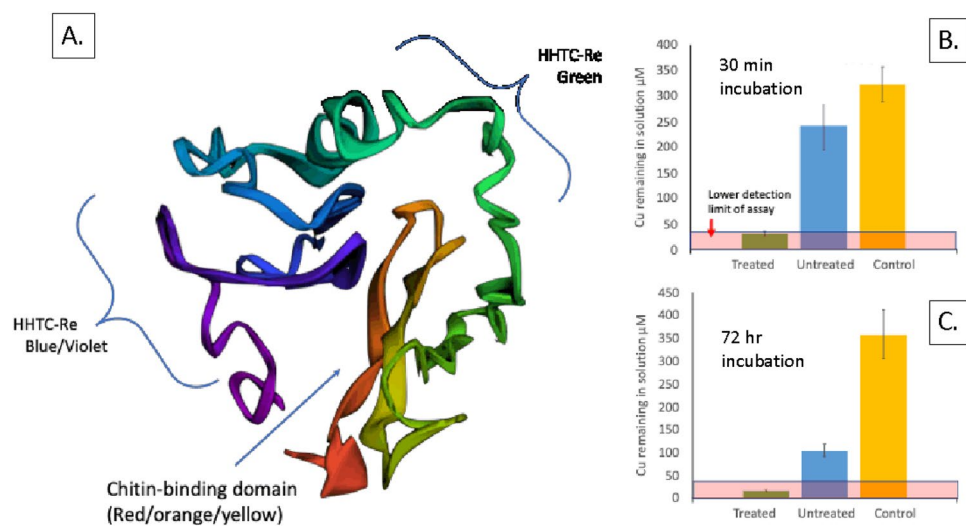 A.
HHTC-Re
Green
HHTC-Re
Blue/Violet
Chitin-binding domain
(Red/orange/yellow)
B.
30 min
incubation
Cu remaining in solution µM
400
350
300
250
200
150
100
50
0
Lower detection
limit of assay
Treated Untreated Control
C.
72 hr
incubation
Cu remaining in solution µM
450
400
350
300
250
200
150
100
50
0
Treated Untreated Control